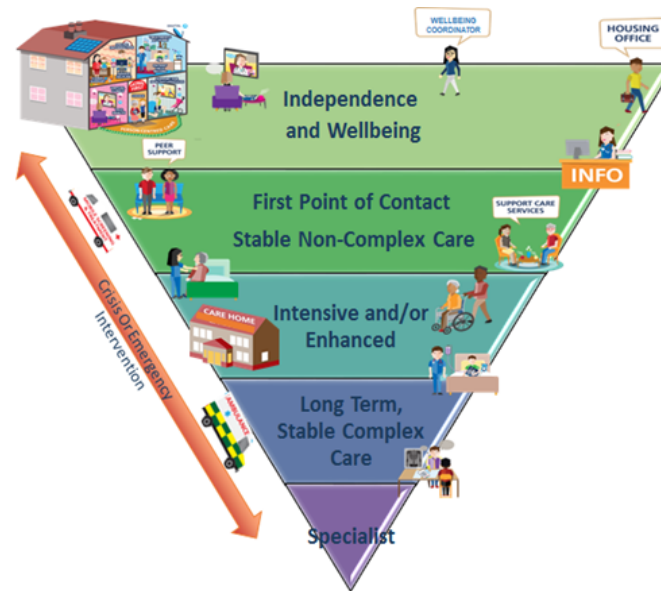 WELLBEING
COORDINATOR
HOUSING
OFFICE
Independence
and Wellbeing
PEER
SUPPORT
INFO
First Point of Contact
Stable Non-Complex Care
SUPPORT CARE
SERVICES
CARE HOME
Intensive and/or
Enhanced
Crisis Or Emergency
Intervention
AMBULANCE
Long Term,
Stable Complex
Care
Specialist